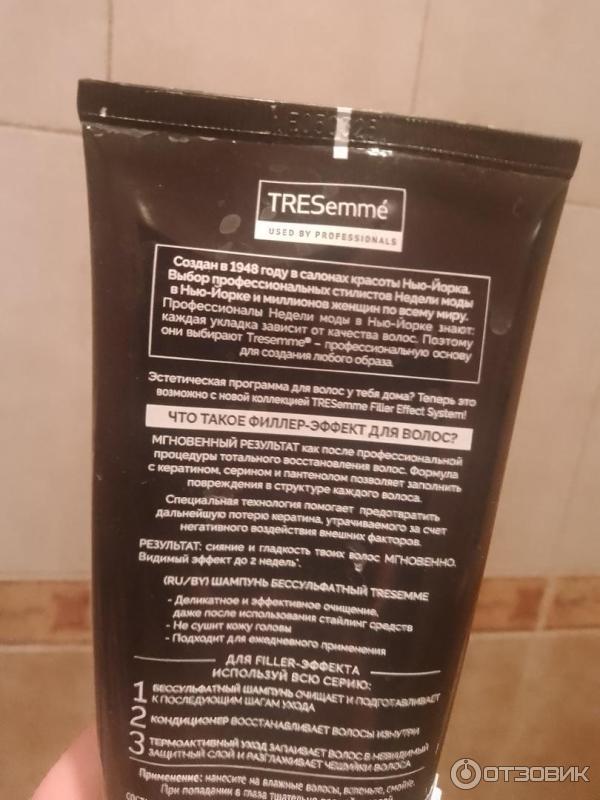 TRESemmé
USED BY PROFESSIONALS
Создан в 1948 году в салонах красоты Нью-Йорка.
Выбор профессиональных стилистов Недели моды
в Нью-Йорке и миллионов женщин по всему миру.
Профессионалы Недели моды в Нью-Йорке знают:
каждая укладка зависит от качества волос. Поэтому
они выбирают Tresemme® – профессиональную основу
для создания любого образа.
Эстетическая программа для волос у тебя дома? Теперь это
возможно с новой коллекцией TRESemme Filler Effect System!
ЧТО ТАКОЕ ФИЛЛЕР-ЭФФЕКТ ДЛЯ ВОЛОС?
МГНОВЕННЫЙ РЕЗУЛЬТАТ как после профессиональной
процедуры тотального восстановления волос. Формула
с кератином, серином и пантенолом позволяет заполнить
повреждения в структуре каждого волоса.
Специальная технология помогает предотвратить
дальнейшую потерю кератина, утрачиваемого за счет
негативного воздействия внешних факторов.
РЕЗУЛЬТАТ: сияние и гладкость твоих волос МГНОВЕННО.
Видимый эффект до 2 недель*.
(RU/BY) ШАМПУНЬ БЕССУЛЬФАТНЫЙ TRESEMME
- Деликатное и эффективное очищение,
даже после использования стайлинг средств
- Не сушит кожу головы
- Подходит для ежедневного применения
ДЛЯ FILLER-ЭФФЕКТА
ИСПОЛЬЗУЙ ВСЮ СЕРИЮ:
1 БЕССУЛЬФАТНЫЙ ШАМПУНЬ ОЧИЩАЕТ И ПОДГОТАВЛИВАЕТ
К ПОСЛЕДУЮЩИМ ШАГАМ УХОДА
2 КОНДИЦИОНЕР ВОССТАНАВЛИВАЕТ ВОЛОСЫ ИЗНУТРИ
3 ТЕРМОАКТИВНЫЙ УХОД ЗАПАИВАЕТ ВОЛОС В НЕВИДИМЫЙ
ЗАЩИТНЫЙ СЛОЙ И РАЗГЛАЖИВАЕТ ЧЕШУЙКИ ВОЛОСА
Применение: нанесите на влажные волосы, вспеньте, смойте.
При попадании в глаза тщательно
ОТЗОВИК